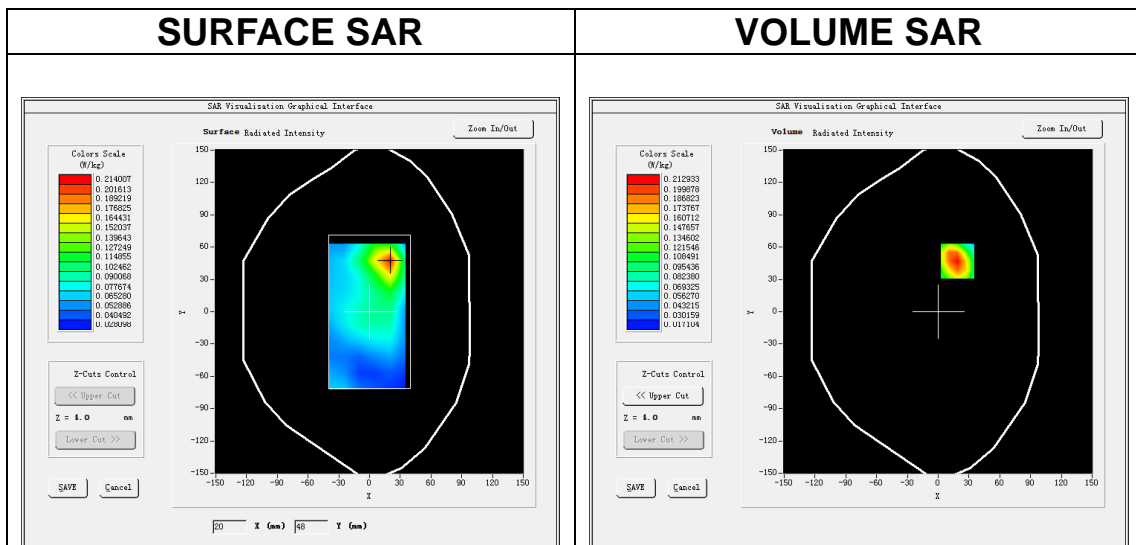 SURFACE SAR
VOLUME SAR
SAR Visualisation Graphical Interface
Surface Radiated Intensity
Zoom In/Out
Colors Scale
(W/kg)
0.214007
0.201613
0.189219
0.176825
0.164431
0.152037
0.139643
0.127249
0.114855
0.102462
0.090068
0.077674
0.065280
0.052886
0.040492
0.028098
Z-Cuts Control
<< Upper Cut
Z = 4.0 mm
Lower Cut >>
SAVE
Cancel
150
120
90
60
30
0
-30
-60
-90
-120
-150
Y
-150 -120 -90 -60 -30 0 30 60 90 120 150
X
20 X (mm) 48 Y (mm)
SAR Visualisation Graphical Interface
Volume Radiated Intensity
Zoom In/Out
Colors Scale
(W/kg)
0.212933
0.199878
0.186823
0.173767
0.160712
0.147657
0.134602
0.121546
0.108491
0.095436
0.082380
0.069325
0.056270
0.043215
0.030159
0.017104
Z-Cuts Control
<< Upper Cut
Z = 4.0 mm
Lower Cut >>
SAVE
Cancel
150
120
90
60
30
0
-30
-60
-90
-120
-150
Y
-150 -120 -90 -60 -30 0 30 60 90 120 150
X